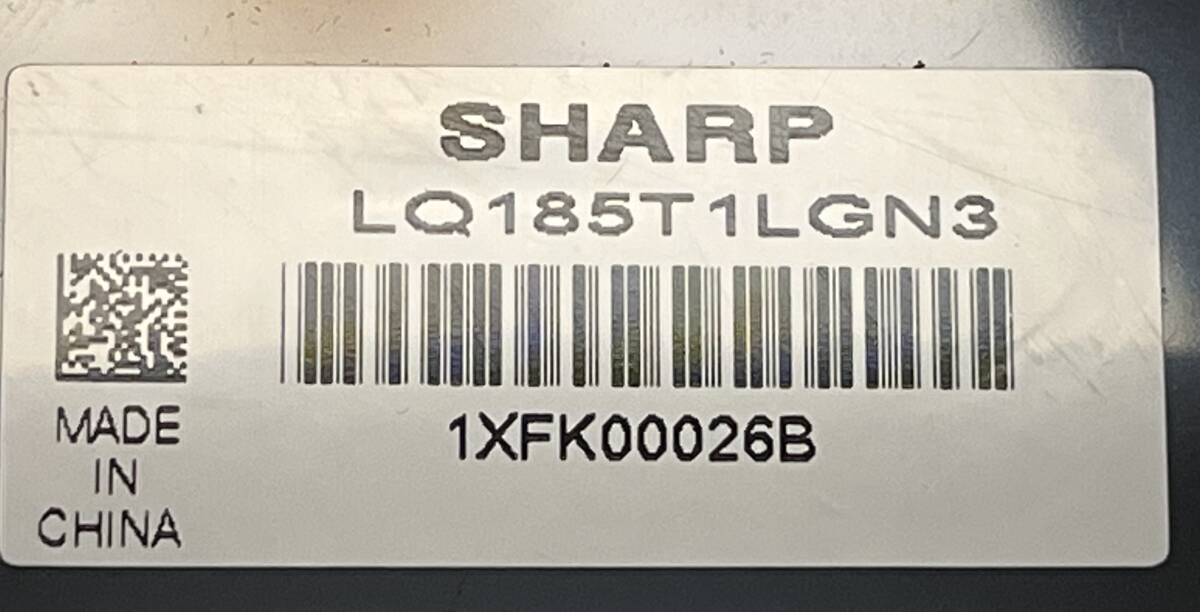 SHARP
LQ185T1LGN3
1XFK00026B
MADE
IN
CHINA